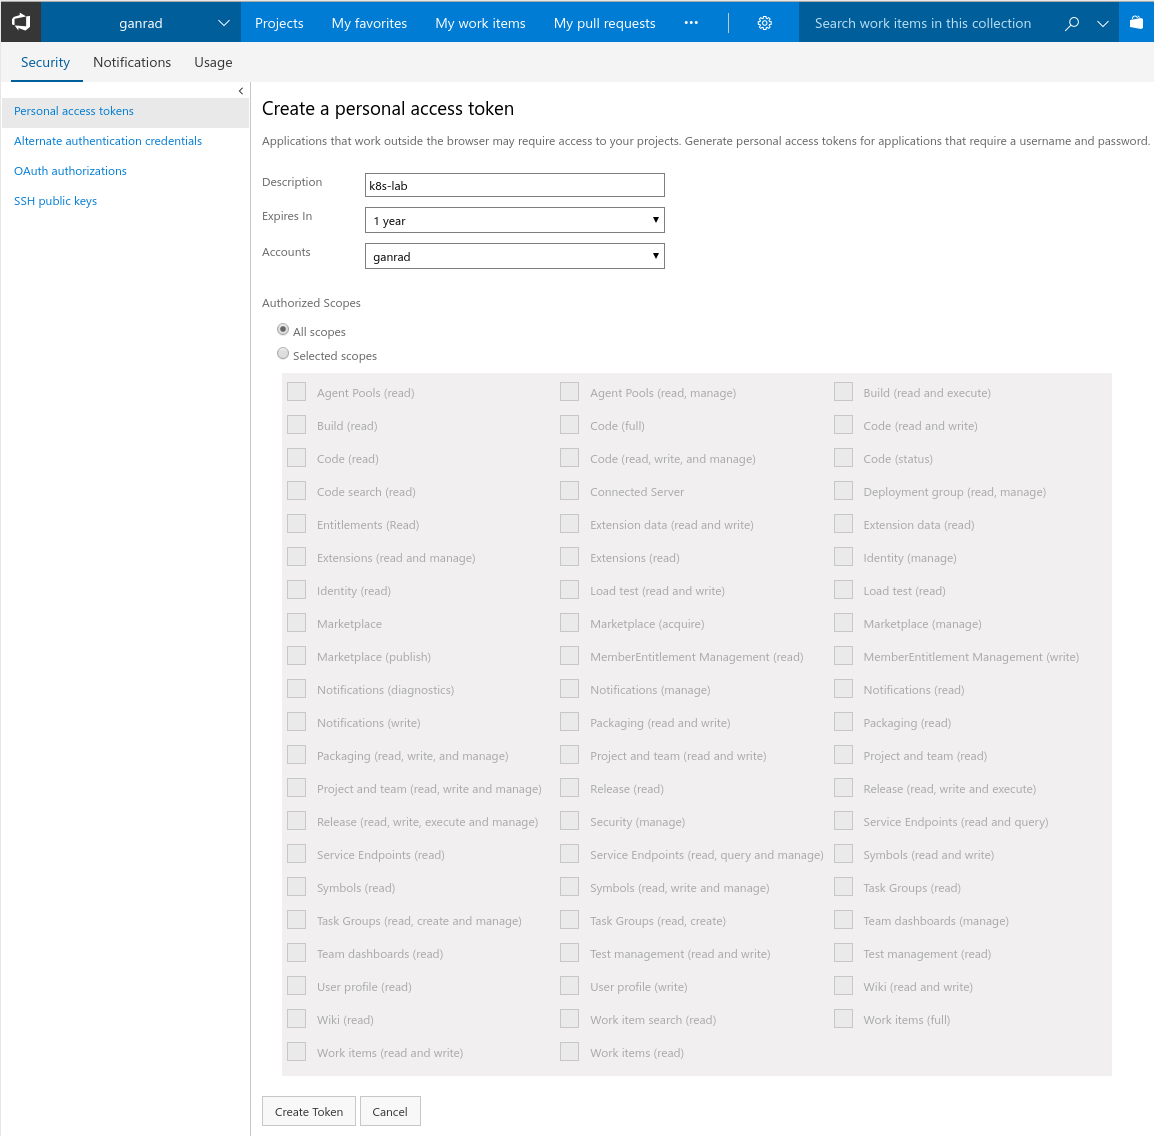 ganrad Projects My favorites My work items My pull requests ··· Search work items in this collection
Security Notifications Usage
Personal access tokens
Alternate authentication credentials
OAuth authorizations
SSH public keys
Create a personal access token
Applications that work outside the browser may require access to your projects. Generate personal access tokens for applications that require a username and password.
Description k8s-lab
Expires In 1 year
Accounts ganrad
Authorized Scopes
All scopes
Selected scopes
Agent Pools (read) Agent Pools (read, manage) Build (read and execute)
Build (read) Code (full) Code (read and write)
Code (read) Code (read, write, and manage) Code (status)
Code search (read) Connected Server Deployment group (read, manage)
Entitlements (Read) Extension data (read and write) Extension data (read)
Extensions (read and manage) Extensions (read) Identity (manage)
Identity (read) Load test (read and write) Load test (read)
Marketplace Marketplace (acquire) Marketplace (manage)
Marketplace (publish) MemberEntitlement Management (read) MemberEntitlement Management (write)
Notifications (diagnostics) Notifications (manage) Notifications (read)
Notifications (write) Packaging (read and write) Packaging (read)
Packaging (read, write, and manage) Project and team (read and write) Project and team (read)
Project and team (read, write and manage) Release (read) Release (read, write and execute)
Release (read, write, execute and manage) Security (manage) Service Endpoints (read and query)
Service Endpoints (read) Service Endpoints (read, query and manage) Symbols (read and write)
Symbols (read) Symbols (read, write and manage) Task Groups (read)
Task Groups (read, create and manage) Task Groups (read, create) Team dashboards (manage)
Team dashboards (read) Test management (read and write) Test management (read)
User profile (read) User profile (write) Wiki (read and write)
Wiki (read) Work item search (read) Work items (full)
Work items (read and write) Work items (read)
Create Token Cancel